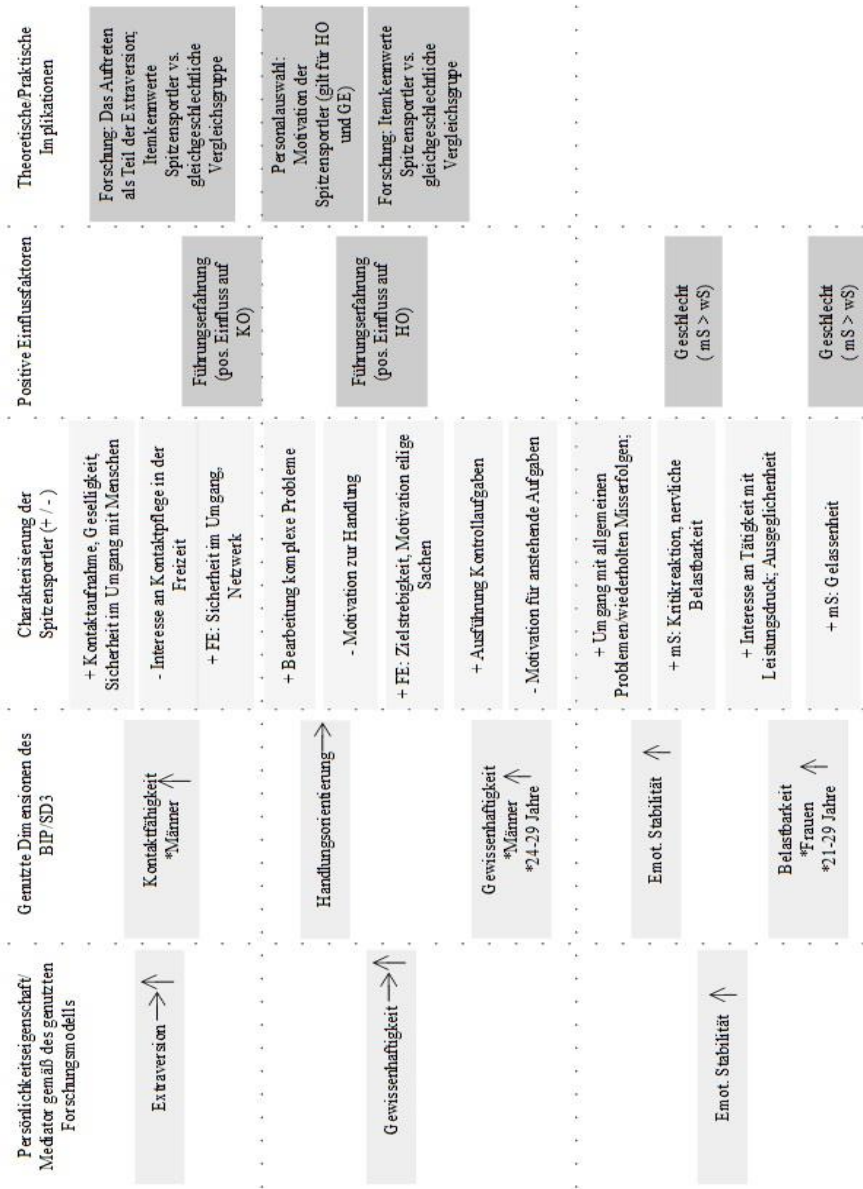 Persönlichkeitseigenschaft/
Mediator gemäß des genutzten
Forschungsmodells
Genutzte Dimensionen des
BIP/SD3
Charakterisierung der
Spitzensportler (+ / -)
Positive Einflussfaktoren
Theoretische/Praktische
Implikationen
Extraversion → ↑
Kontaktfähigkeit
*Männer ↑
+ Kontaktaufnahme, Geselligkeit,
Sicherheit im Umgang mit Menschen
- Interesse an Kontaktpflege in der
Freizeit
+ FE: Sicherheit im Umgang,
Netzwerk
Führungserfahrung
(pos. Einfluss auf
KO)
Forschung: Das Auftreten
als Teil der Extraversion;
Itemkennwerte
Spitzensportler vs.
gleichgeschlechtliche
Vergleichsgruppe
Gewissenhaftigkeit → ↑
Handlungsorientierung →
+ Bearbeitung komplexe Probleme
- Motivation zur Handlung
+ FE: Zielstrebigkeit, Motivation eilige
Sachen
Führungserfahrung
(pos. Einfluss auf
HO)
Personalauswahl:
Motivation der
Spitzensportler (gilt für HO
und GE)
Forschung: Itemkennwerte
Spitzensportler vs.
gleichgeschlechtliche
Vergleichsgrupe
Gewissenhaftigkeit
*Männer ↑
*24-29 Jahre
+ Ausführung Kontrollaufgaben
- Motivation für anstehende Aufgaben
Emot. Stabilität ↑
Emot. Stabilität ↑
+ Umgang mit allgemeinen
Problemen/wiederholten Misserfolgen;
+ mS: Kritikreaktion, nervliche
Belastbarkeit
Geschlecht
( mS > wS)
Belastbarkeit
*Frauen ↑
*21-29 Jahre
+ Interesse an Tätigkeit mit
Leistungsdruck; Ausgeglichenheit
+ mS: Gelassenheit
Geschlecht
( mS > wS)